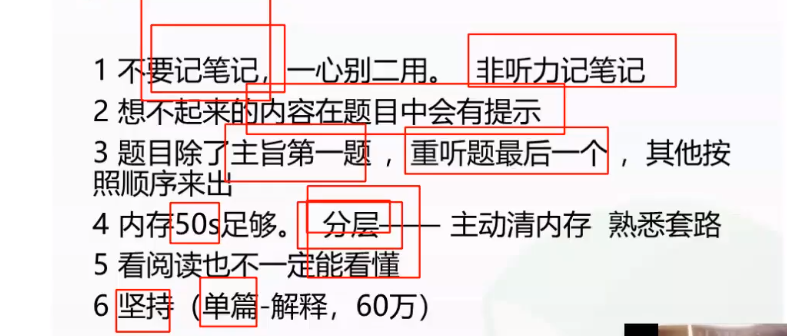 1 不要记笔记，一心别二用。 非听力记笔记
2 想不起来的内容在题目中会有提示
3 题目除了主旨第一题 ，重听题最后一个 ，其他按
照顺序来出
4 内存50s足够。 分层—— 主动清内存 熟悉套路
5 看阅读也不一定能看懂
6 坚持（单篇-解释，60万）